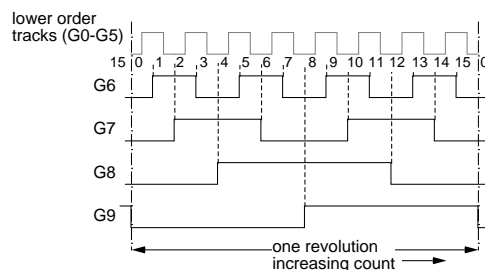 lower order
tracks (G0-G5)
15 0 1 2 3 4 5 6 7 8 9 10 11 12 13 14 15 0
G6
G7
G8
G9
one revolution
increasing count